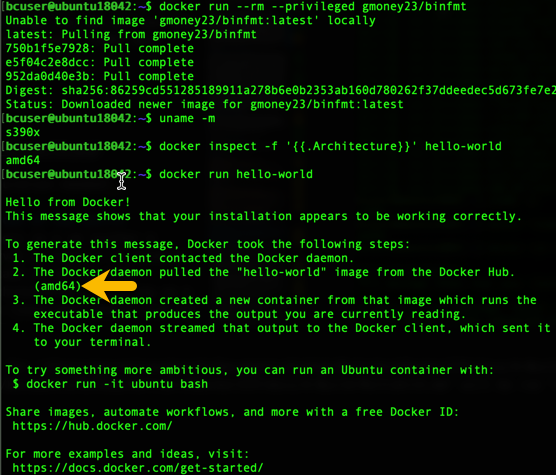 [bcuser@ubuntu18042:~$ docker run --rm --privileged gmoney23/binfmt
Unable to find image 'gmoney23/binfmt:latest' locally
latest: Pulling from gmoney23/binfmt
750b1f5e7928: Pull complete
e5f04c2e8dcc: Pull complete
952da0d40e3b: Pull complete
Digest: sha256:86259cd551285189911a278b6e0b2353ab160d780262f37ddeedec5d673fe7e2
Status: Downloaded newer image for gmoney23/binfmt:latest
[bcuser@ubuntu18042:~$ uname -m
s390x
[bcuser@ubuntu18042:~$ docker inspect -f '{{.Architecture}}' hello-world
amd64
[bcuser@ubuntu18042:~$ docker run hello-world
Hello from Docker!
This message shows that your installation appears to be working correctly.
To generate this message, Docker took the following steps:
1. The Docker client contacted the Docker daemon.
2. The Docker daemon pulled the "hello-world" image from the Docker Hub.
(amd64)
3. The Docker daemon created a new container from that image which runs the
executable that produces the output you are currently reading.
4. The Docker daemon streamed that output to the Docker client, which sent it
to your terminal.
To try something more ambitious, you can run an Ubuntu container with:
$ docker run -it ubuntu bash
Share images, automate workflows, and more with a free Docker ID:
https://hub.docker.com/
For more examples and ideas, visit:
https://docs.docker.com/get-started/